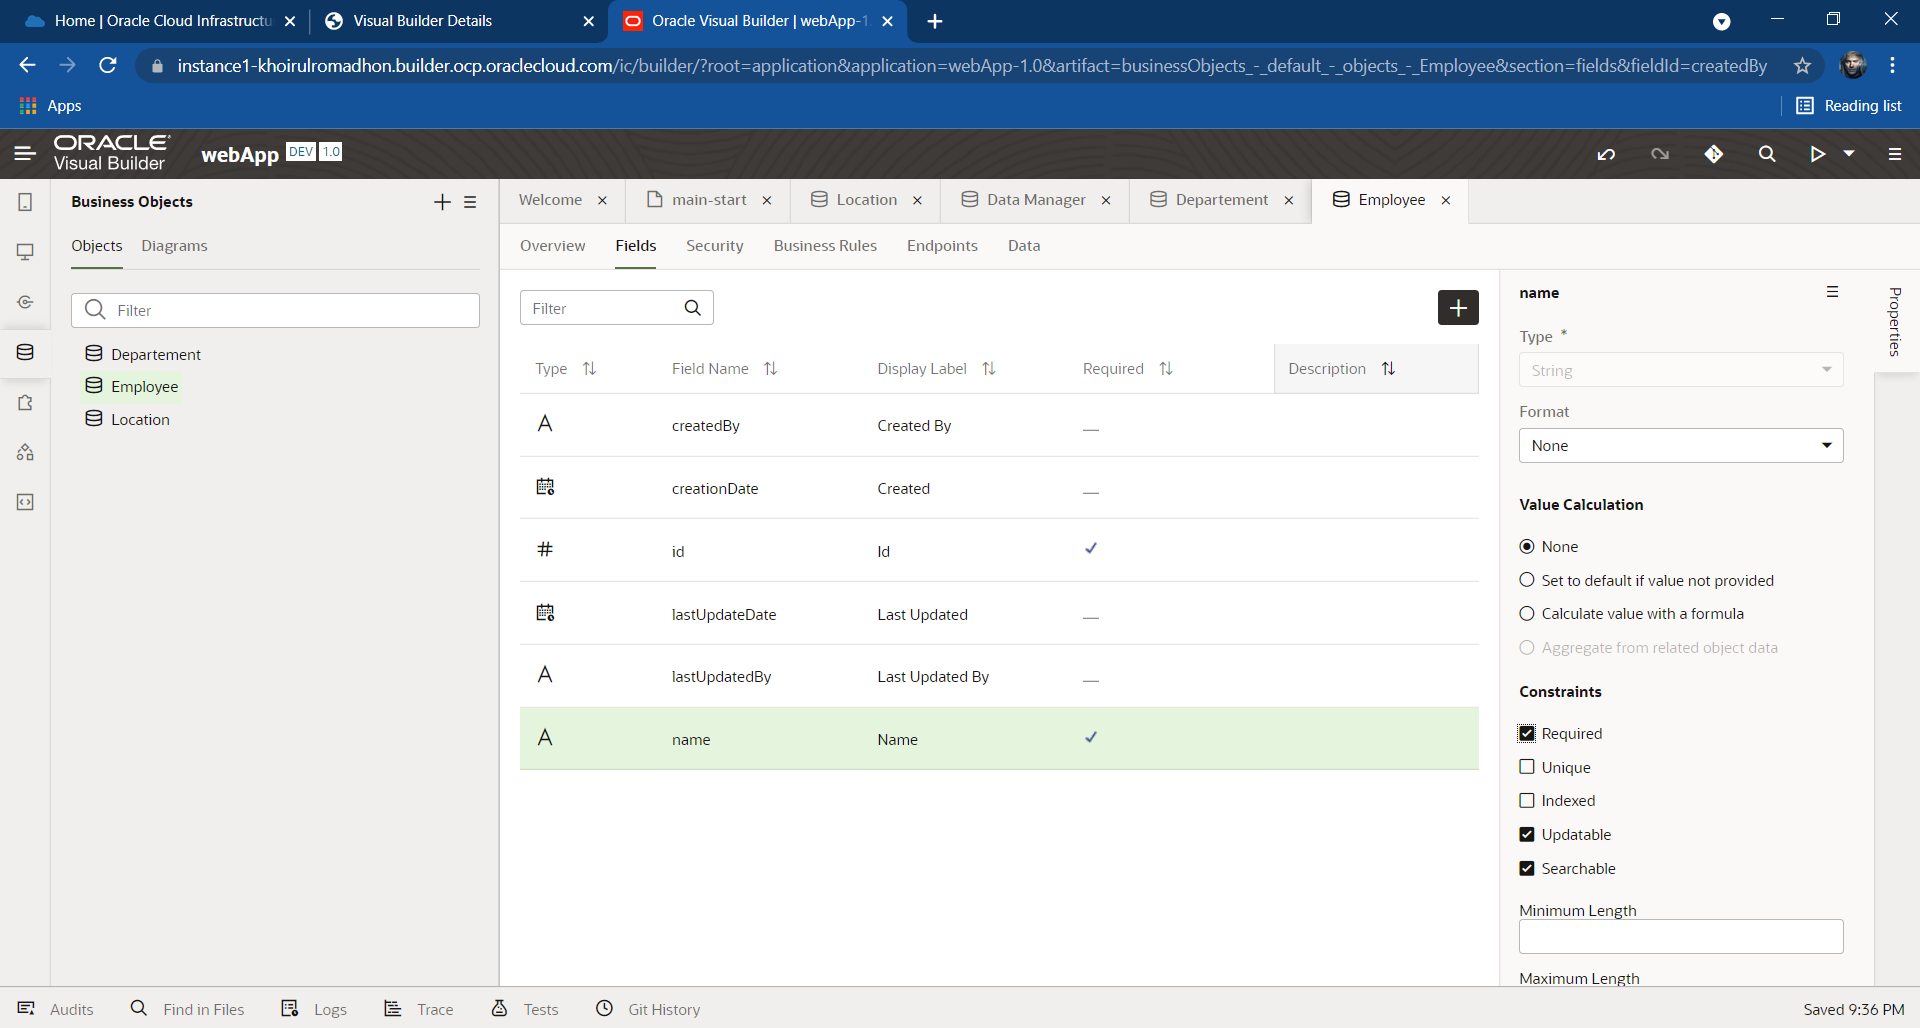 Home | Oracle Cloud Infrastructu
Visual Builder Details
Oracle Visual Builder | webApp-1.
instance1-khoirulromadhon.builder.ocp.oraclecloud.com/ic/builder/?root=application&application=webApp-1.0&artifact=businessObjects_-_default_-_objects_-_Employee&section=fields&fieldId=createdBy
Apps
Reading list
ORACLE
Visual Builder
webApp DEV 1.0
Business Objects
Objects Diagrams
Filter
Departement
Employee
Location
Welcome main-start Location Data Manager Departement Employee
Overview Fields Security Business Rules Endpoints Data
Filter
Type Field Name Display Label Required Description
A createdBy Created By
creationDate Created
# id Id
lastUpdateDate Last Updated
A lastUpdatedBy Last Updated By
A name Name
name
Properties
Type *
String
Format
None
Value Calculation
None
Set to default if value not provided
Calculate value with a formula
Aggregate from related object data
Constraints
Required
Unique
Indexed
Updatable
Searchable
Minimum Length
Maximum Length
Audits Find in Files Logs Trace Tests Git History
Saved 9:36 PM